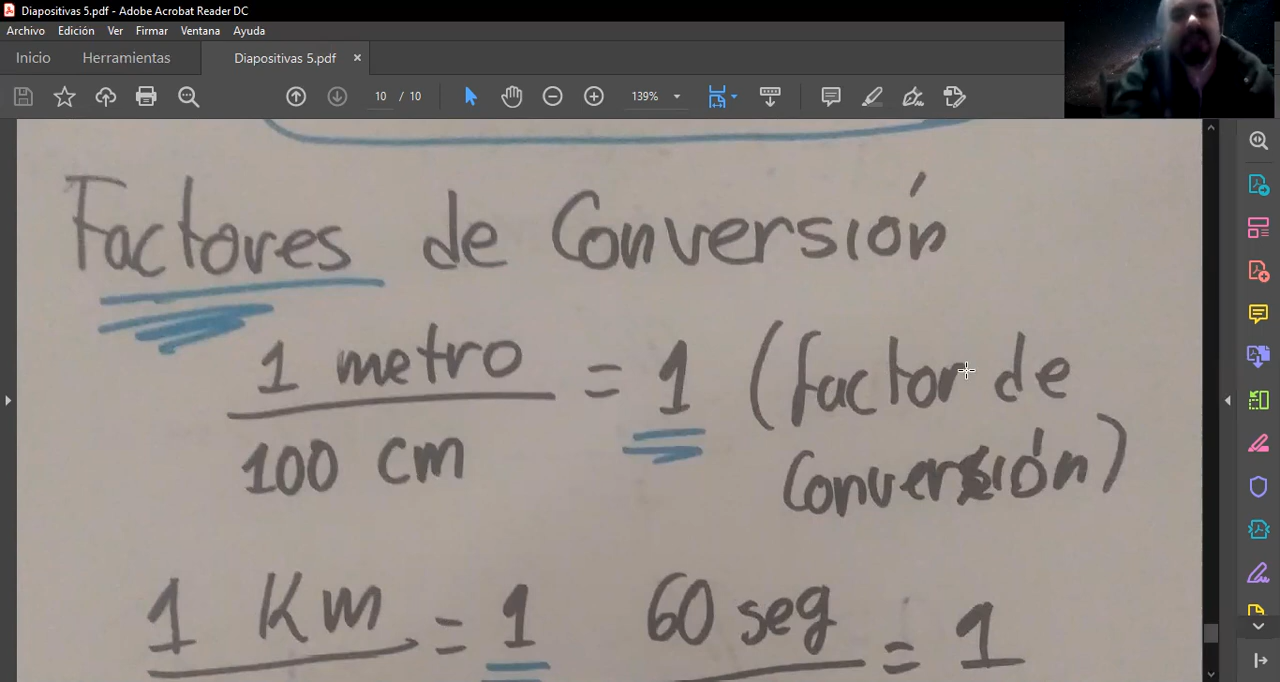 Diapositivas 5.pdf - Adobe Acrobat Reader DC
Archivo Edición Ver Firmar Ventana Ayuda
Inicio Herramientas Diapositivas 5.pdf ×
10 / 10 139%
Factores de Conversión
1 metro
100 cm
= 1 (factor de
Conversión)
1 Km = 1
60 seg = 1